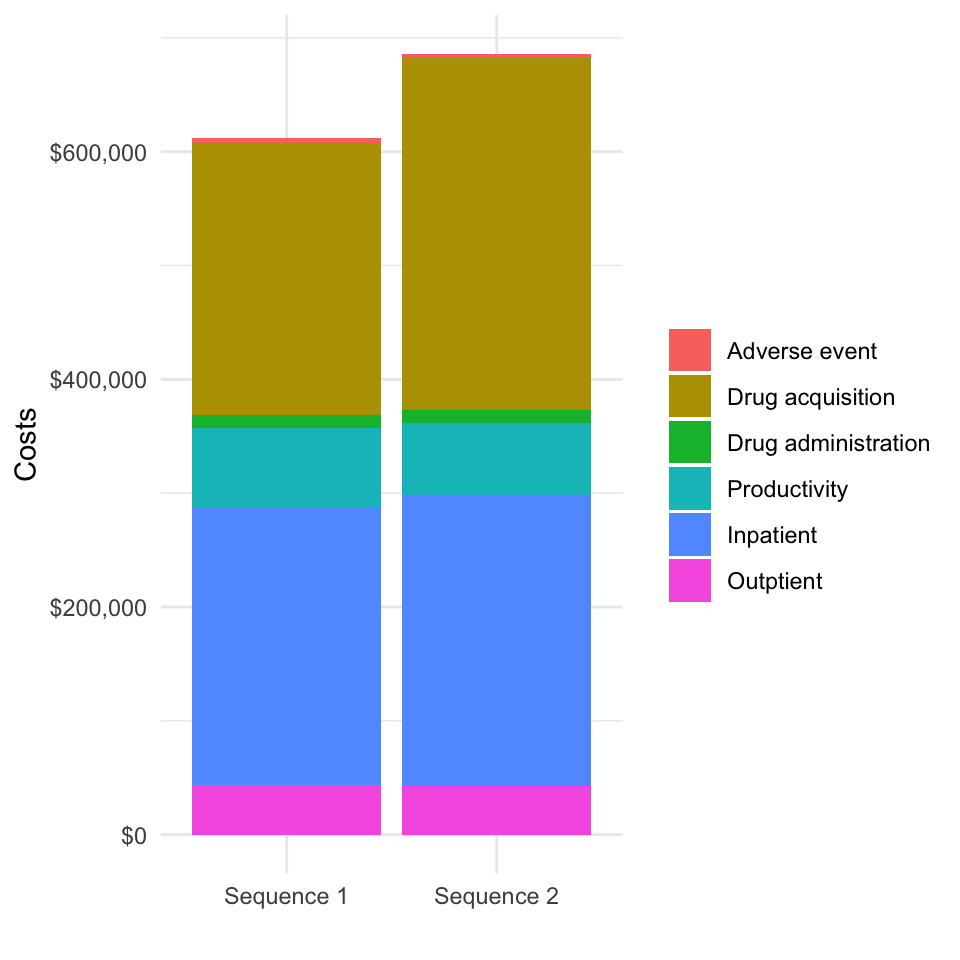 Costs
$600,000
$400,000
$200,000
$0
Sequence 1
Sequence 2
Adverse event
Drug acquisition
Drug administration
Productivity
Inpatient
Outptient